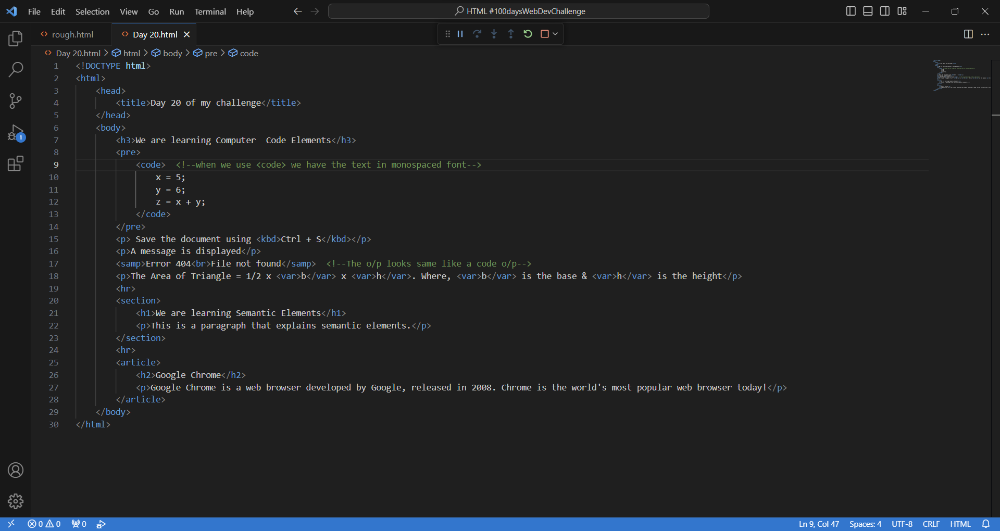 File Edit Selection View Go Run Terminal Help HTML #100daysWebDevChallenge
rough.html Day 20.html
Day 20.html > html > body > pre > code
1 <!DOCTYPE html>
2 <html>
3 <head>
4 <title>Day 20 of my challenge</title>
5 </head>
6 <body>
7 <h3>We are learning Computer  Code Elements</h3>
8 <pre>
9 <code>  <!--when we use <code> we have the text in monospaced font-->
10 x = 5;
11 y = 6;
12 z = x + y;
13 </code>
14 </pre>
15 <p> Save the document using <kbd>Ctrl + S</kbd></p>
16 <p>A message is displayed</p>
17 <samp>Error 404<br>File not found</samp>  <!--The o/p looks same like a code o/p-->
18 <p>The Area of Triangle = 1/2 x <var>b</var> x <var>h</var>. Where, <var>b</var> is the base & <var>h</var> is the height</p>
19 <hr>
20 <section>
21 <h1>We are learning Semantic Elements</h1>
22 <p>This is a paragraph that explains semantic elements.</p>
23 </section>
24 <hr>
25 <article>
26 <h2>Google Chrome</h2>
27 <p>Google Chrome is a web browser developed by Google, released in 2008. Chrome is the world's most popular web browser today!</p>
28 </article>
29 </body>
30 </html>
1
0 0 0 Ln 9, Col 47 Spaces: 4 UTF-8 CRLF HTML